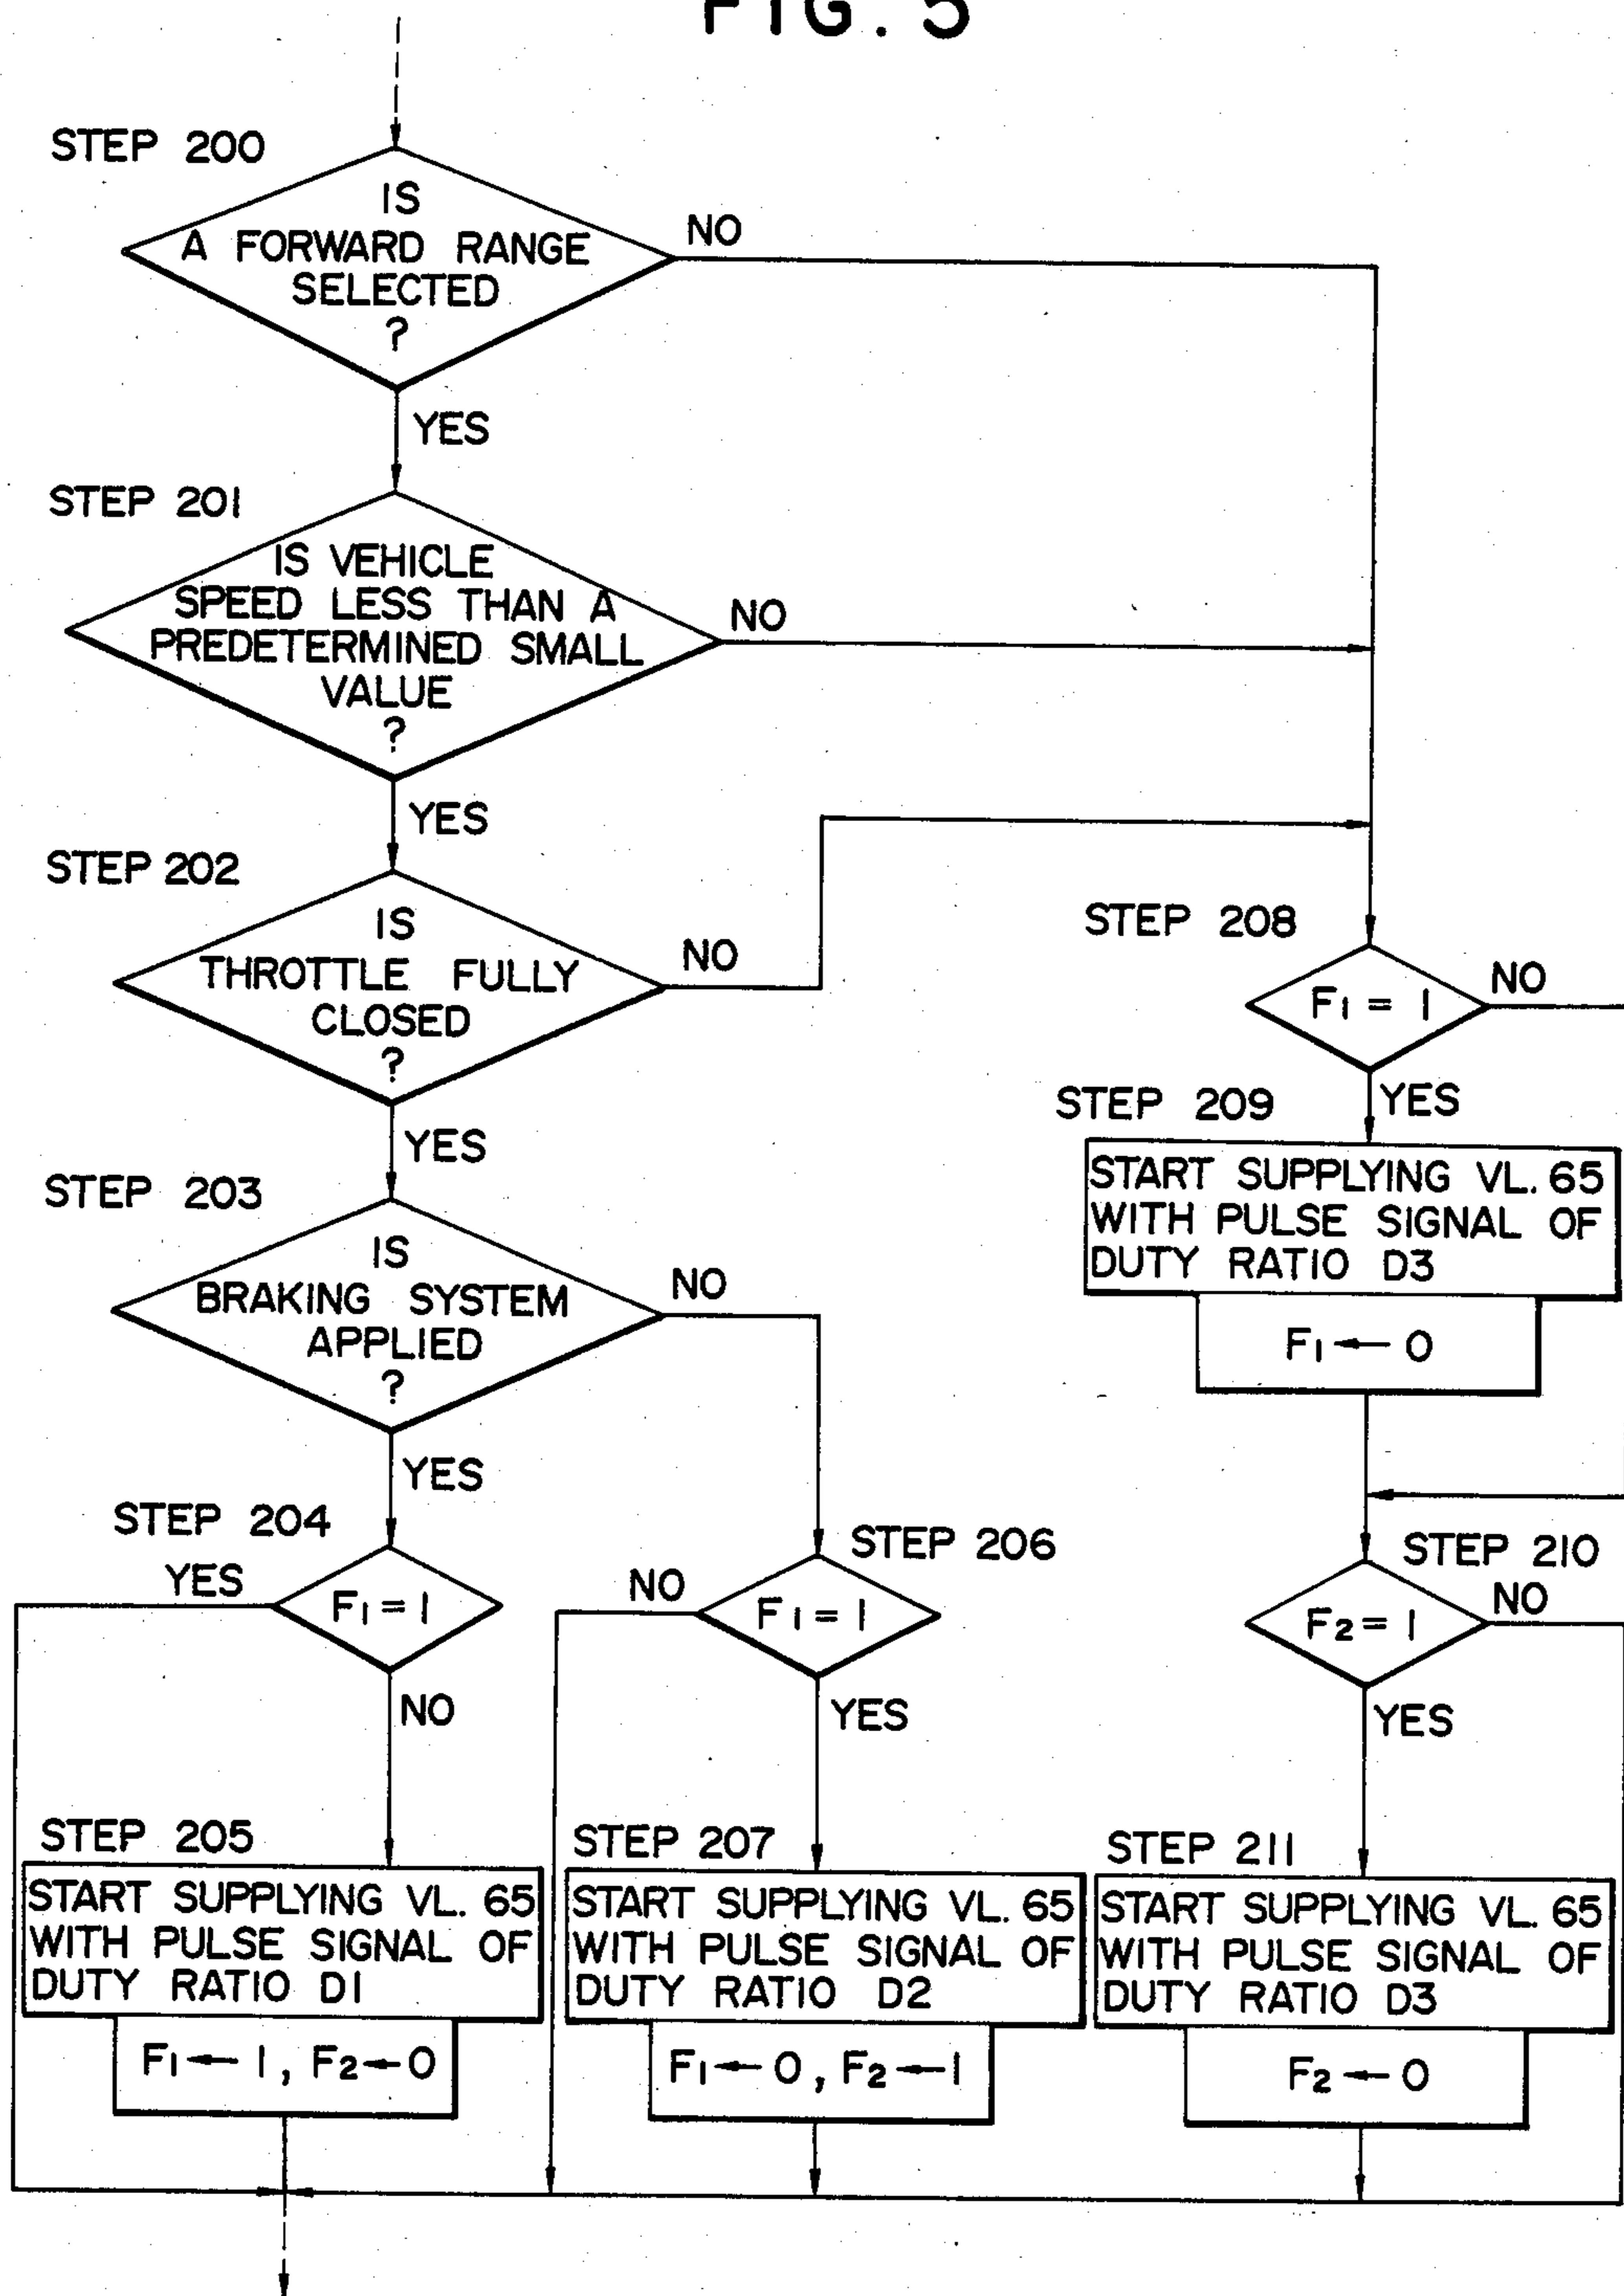 FIG. 5
STEP 200
IS
A FORWARD RANGE
SELECTED
?
NO
YES
STEP 201
IS VEHICLE
SPEED LESS THAN A
PREDETERMINED SMALL
VALUE
?
NO
YES
STEP 202
IS
THROTTLE FULLY
CLOSED
?
NO
YES
STEP 203
IS
BRAKING SYSTEM
APPLIED
?
NO
YES
STEP 204
YES
F1 = 1
NO
STEP 205
START SUPPLYING VL. 65
WITH PULSE SIGNAL OF
DUTY RATIO D1
F1 ← 1, F2 ← 0
STEP 206
NO
F1 = 1
YES
STEP 207
START SUPPLYING VL. 65
WITH PULSE SIGNAL OF
DUTY RATIO D2
F1 ← 0, F2 ← 1
STEP 208
F1 = 1
NO
YES
STEP 209
START SUPPLYING VL. 65
WITH PULSE SIGNAL OF
DUTY RATIO D3
F1 ← 0
STEP 210
F2 = 1
NO
YES
STEP 211
START SUPPLYING VL. 65
WITH PULSE SIGNAL OF
DUTY RATIO D3
F2 ← 0